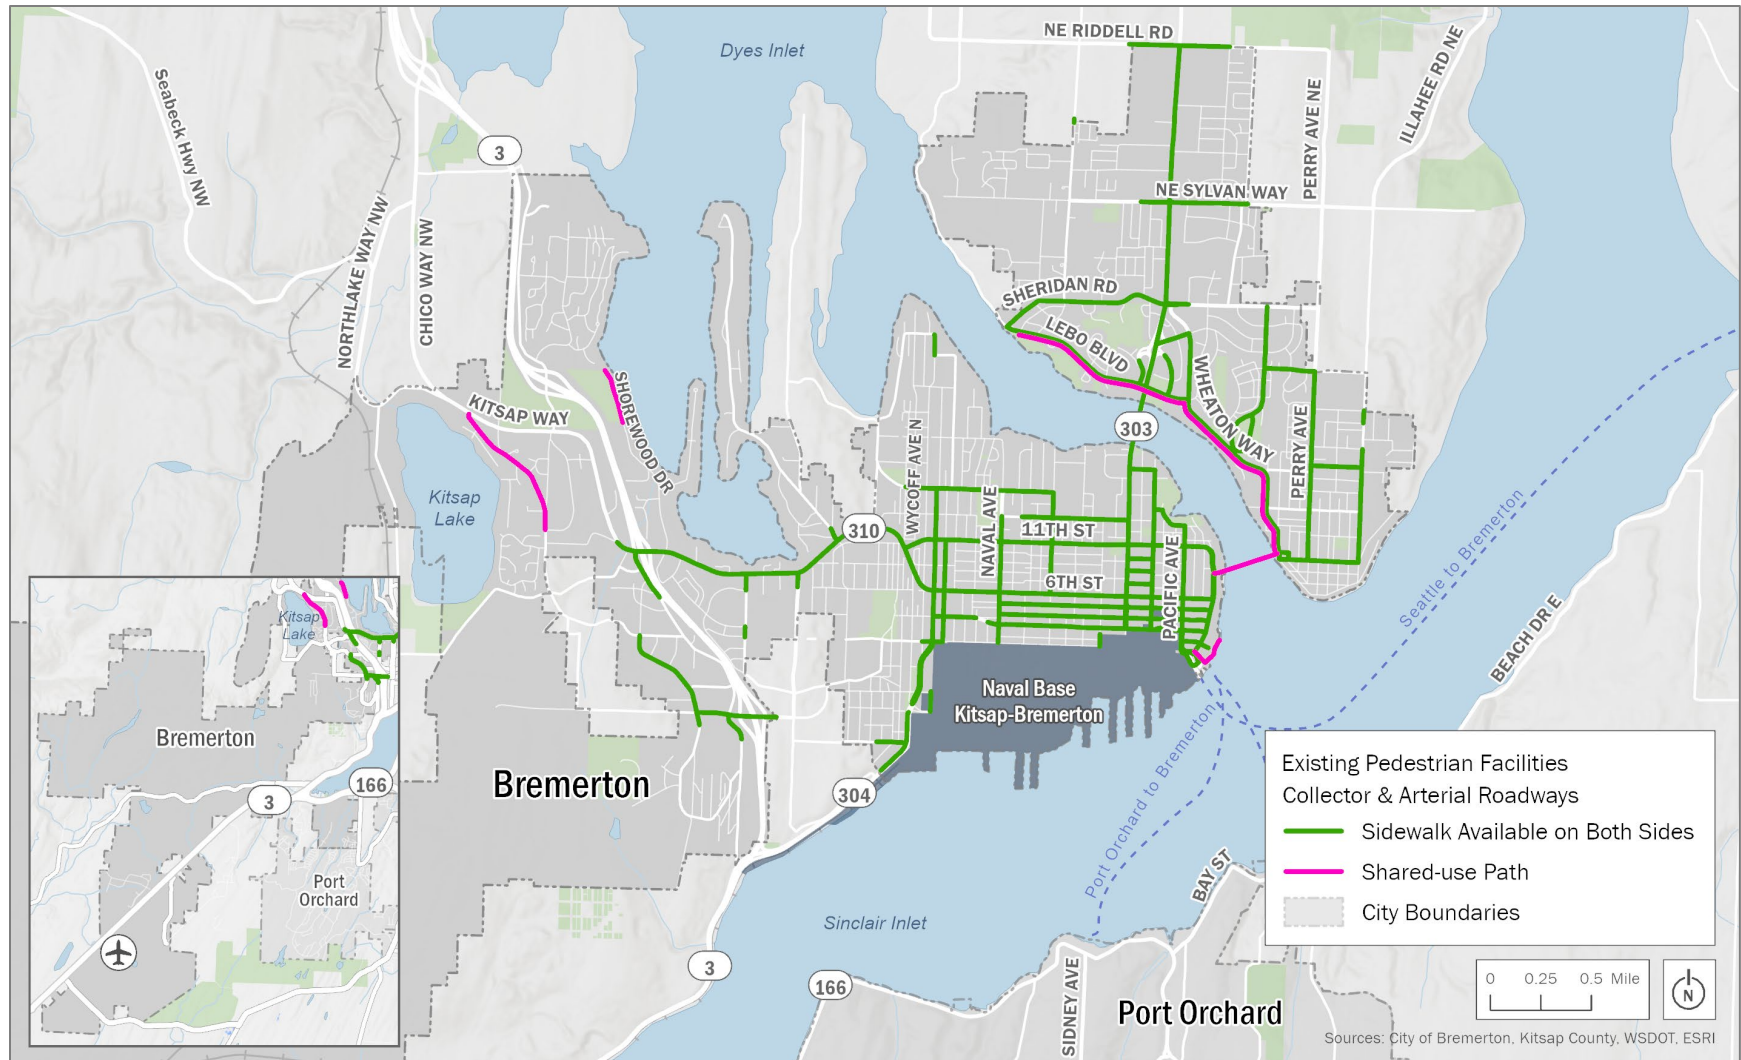 NE RIDDELL RD
Dyes Inlet
Seabeck Hwy NW
3
PERRY AVE NE
ILLAHEE RD NE
NE SYLVAN WAY
NORTHLAKE WAY NW
CHICO WAY NW
SHERIDAN RD
LEBO BLVD
WHEATON WAY
KITSAP WAY
SHOREWOOD DR
303
PERRY AVE
WYCOFF AVE N
Kitsap
Lake
310
NAVAL AVE
11TH ST
6TH ST
PACIFIC AVE
Seattle to Bremerton
BEACH DR E
Naval Base
Kitsap-Bremerton
Port Orchard to Bremerton
Bremerton
304
Kitsap
Lake
Bremerton
166
3
Port
Orchard
Sinclair Inlet
BAY ST
3
166
SIDNEY AVE
Port Orchard
Existing Pedestrian Facilities
Collector & Arterial Roadways
Sidewalk Available on Both Sides
Shared-use Path
City Boundaries
0 0.25 0.5 Mile
N
Sources: City of Bremerton, Kitsap County, WSDOT, ESRI